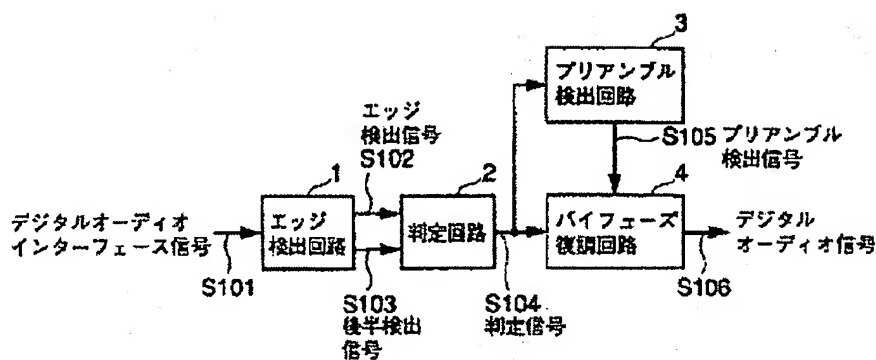 3
プリアンブル
検出回路
エッジ
検出信号
S102
S105 プリアンブル
検出信号
1
2
4
デジタルオーディオ
インターフェース信号
S101
エッジ
検出回路
判定回路
バイフェーズ
復調回路
デジタル
オーディオ信号
S103
後半検出
信号
S104
判定信号
S106